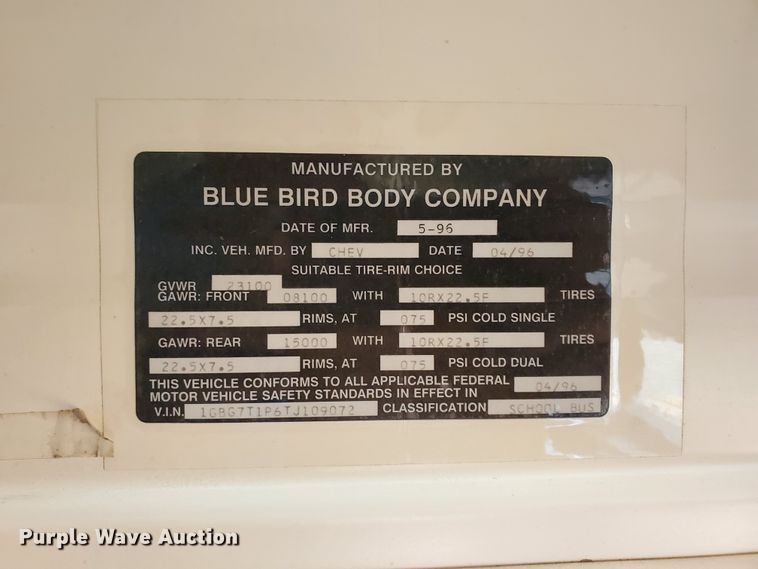 MANUFACTURED BY
BLUE BIRD BODY COMPANY
DATE OF MFR. 5-96
INC. VEH. MFD. BY CHEV DATE 04/96
SUITABLE TIRE-RIM CHOICE
GVWR 23100
GAWR: FRONT 08100 WITH 10RX22.5F TIRES
22.5X7.5 RIMS, AT 075 PSI COLD SINGLE
GAWR: REAR 15000 WITH 10RX22.5F TIRES
22.5X7.5 RIMS, AT 075 PSI COLD DUAL
THIS VEHICLE CONFORMS TO ALL APPLICABLE FEDERAL
MOTOR VEHICLE SAFETY STANDARDS IN EFFECT IN 04/96
V.I.N. 1GBG7T1P6TJ109072 CLASSIFICATION SCHOOL BUS
Purple Wave Auction